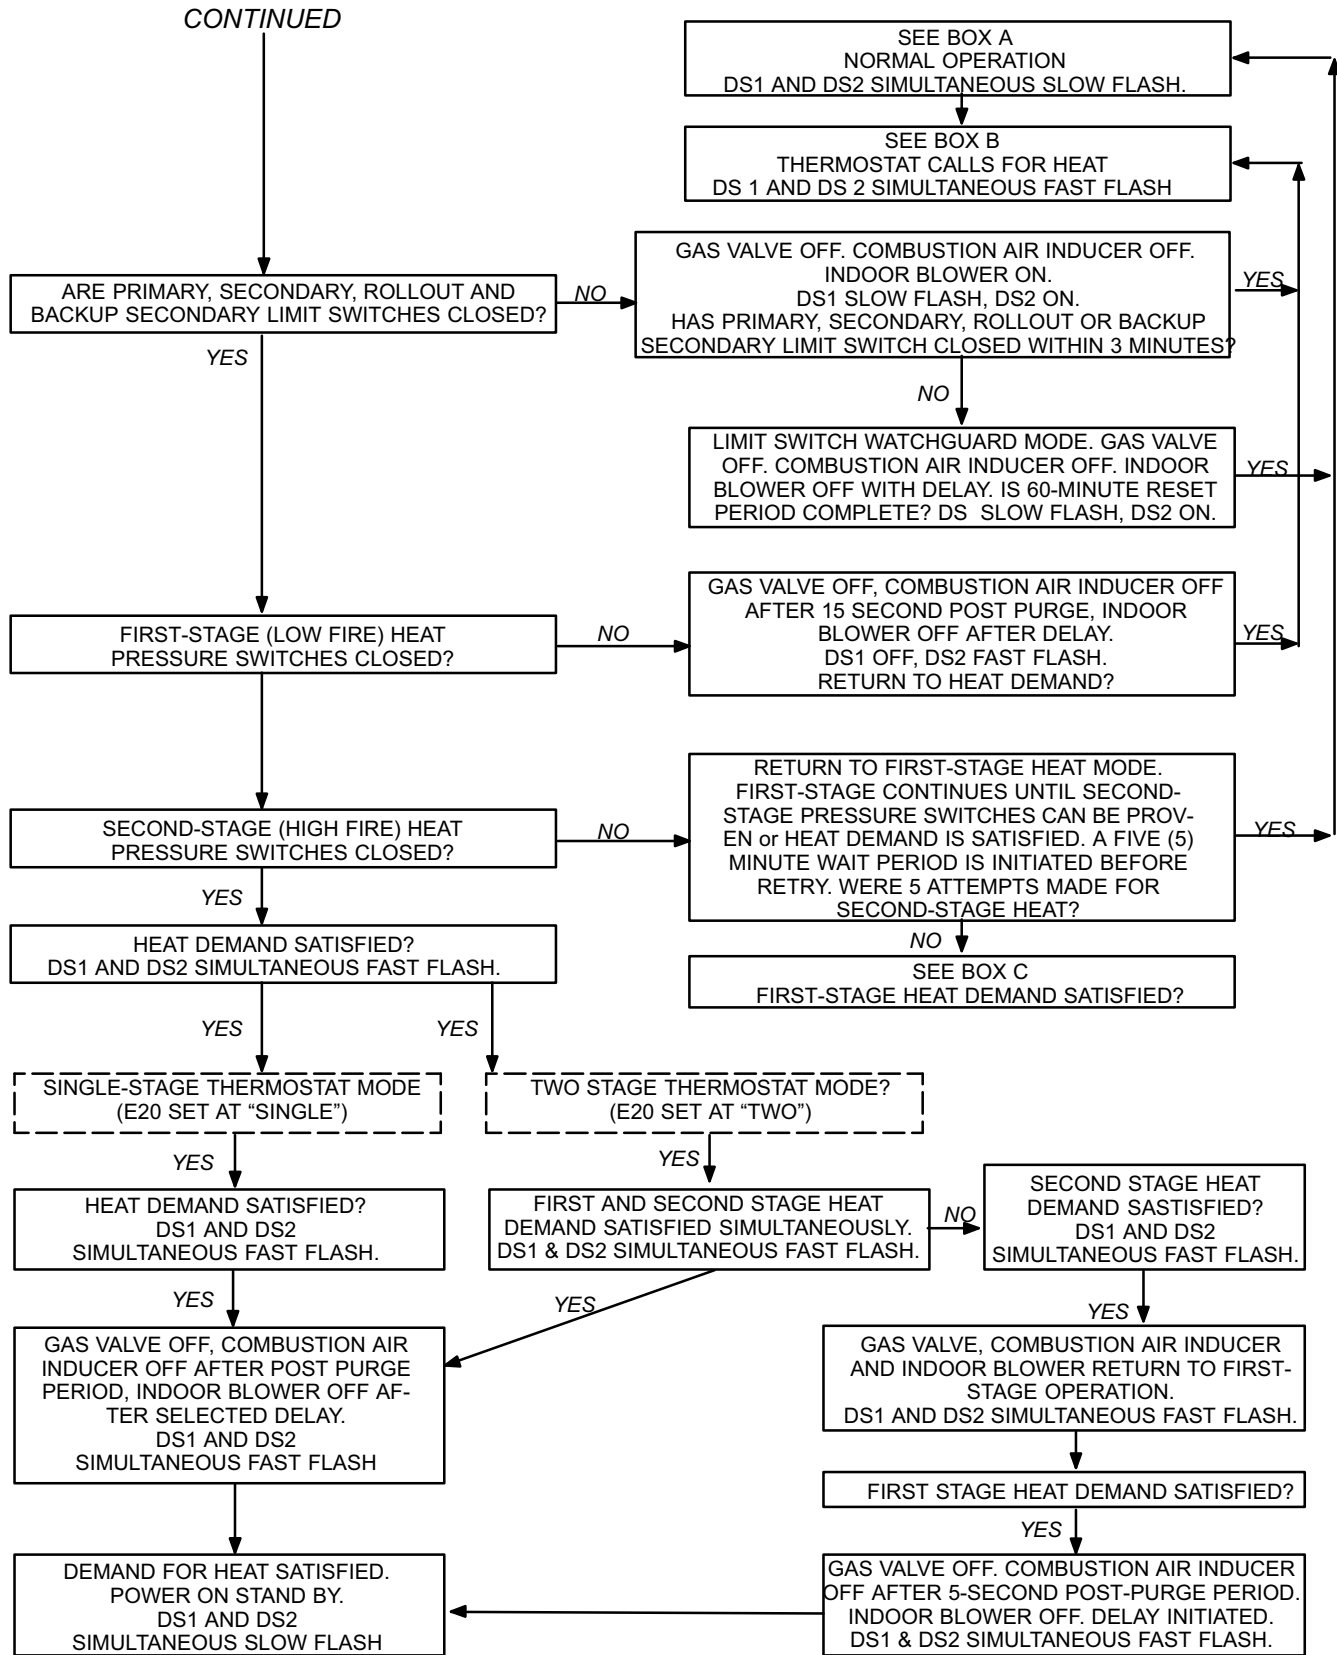 CONTINUED
SEE BOX A
NORMAL OPERATION
DS1 AND DS2 SIMULTANEOUS SLOW FLASH.
SEE BOX B
THERMOSTAT CALLS FOR HEAT
DS 1 AND DS 2 SIMULTANEOUS FAST FLASH
ARE PRIMARY, SECONDARY, ROLLOUT AND
BACKUP SECONDARY LIMIT SWITCHES CLOSED?
NO
GAS VALVE OFF. COMBUSTION AIR INDUCER OFF.
INDOOR BLOWER ON.
DS1 SLOW FLASH, DS2 ON.
HAS PRIMARY, SECONDARY, ROLLOUT OR BACKUP
SECONDARY LIMIT SWITCH CLOSED WITHIN 3 MINUTES?
YES
YES
NO
LIMIT SWITCH WATCHGUARD MODE. GAS VALVE
OFF. COMBUSTION AIR INDUCER OFF. INDOOR
BLOWER OFF WITH DELAY. IS 60-MINUTE RESET
PERIOD COMPLETE? DS  SLOW FLASH, DS2 ON.
YES
FIRST-STAGE (LOW FIRE) HEAT
PRESSURE SWITCHES CLOSED?
NO
GAS VALVE OFF, COMBUSTION AIR INDUCER OFF
AFTER 15 SECOND POST PURGE, INDOOR
BLOWER OFF AFTER DELAY.
DS1 OFF, DS2 FAST FLASH.
RETURN TO HEAT DEMAND?
YES
SECOND-STAGE (HIGH FIRE) HEAT
PRESSURE SWITCHES CLOSED?
NO
RETURN TO FIRST-STAGE HEAT MODE.
FIRST-STAGE CONTINUES UNTIL SECOND-
STAGE PRESSURE SWITCHES CAN BE PROV-
EN or HEAT DEMAND IS SATISFIED. A FIVE (5)
MINUTE WAIT PERIOD IS INITIATED BEFORE
RETRY. WERE 5 ATTEMPTS MADE FOR
SECOND-STAGE HEAT?
YES
YES
NO
HEAT DEMAND SATISFIED?
DS1 AND DS2 SIMULTANEOUS FAST FLASH.
SEE BOX C
FIRST-STAGE HEAT DEMAND SATISFIED?
YES
YES
SINGLE-STAGE THERMOSTAT MODE
(E20 SET AT “SINGLE”)
TWO STAGE THERMOSTAT MODE?
(E20 SET AT “TWO”)
YES
YES
HEAT DEMAND SATISFIED?
DS1 AND DS2
SIMULTANEOUS FAST FLASH.
FIRST AND SECOND STAGE HEAT
DEMAND SATISFIED SIMULTANEOUSLY.
DS1 & DS2 SIMULTANEOUS FAST FLASH.
NO
SECOND STAGE HEAT
DEMAND SASTISFIED?
DS1 AND DS2
SIMULTANEOUS FAST FLASH.
YES
YES
YES
GAS VALVE OFF, COMBUSTION AIR
INDUCER OFF AFTER POST PURGE
PERIOD, INDOOR BLOWER OFF AF-
TER SELECTED DELAY.
DS1 AND DS2
SIMULTANEOUS FAST FLASH
GAS VALVE, COMBUSTION AIR INDUCER
AND INDOOR BLOWER RETURN TO FIRST-
STAGE OPERATION.
DS1 AND DS2 SIMULTANEOUS FAST FLASH.
FIRST STAGE HEAT DEMAND SATISFIED?
YES
DEMAND FOR HEAT SATISFIED.
POWER ON STAND BY.
DS1 AND DS2
SIMULTANEOUS SLOW FLASH
GAS VALVE OFF. COMBUSTION AIR INDUCER
OFF AFTER 5-SECOND POST-PURGE PERIOD.
INDOOR BLOWER OFF. DELAY INITIATED.
DS1 & DS2 SIMULTANEOUS FAST FLASH.